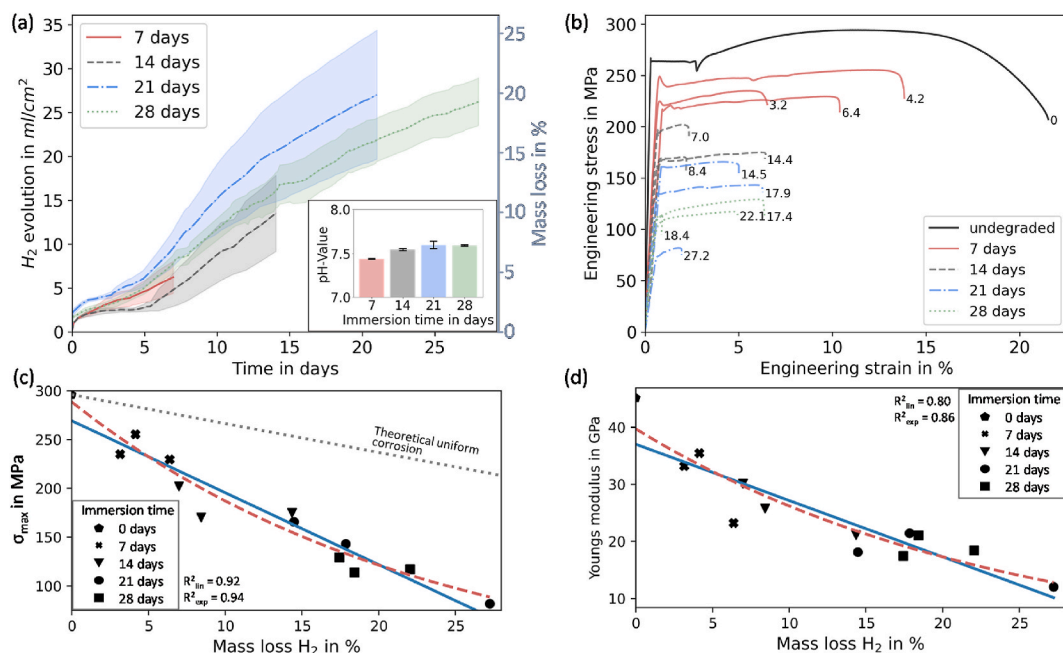 (a)
35
30
25
20
15
10
5
0
H2 evolution in ml/cm²
7 days
14 days
21 days
28 days
25
20
15
10
5
0
Mass loss in %
8.0
7.5
7.0
pH-Value
7 14 21 28
Immersion time in days
0 5 10 15 20 25
Time in days
(b)
300
250
200
150
100
50
0
Engineering stress in MPa
4.2
3.2
6.4
0
7.0
14.4
8.4
14.5
17.9
22.1
17.4
18.4
27.2
undegraded
7 days
14 days
21 days
28 days
0 5 10 15 20
Engineering strain in %
(c)
300
250
200
150
100
σmax in MPa
Theoretical uniform
corrosion
Immersion time
0 days
7 days
14 days
21 days
28 days
R²lin = 0.92
R²exp = 0.94
0 5 10 15 20 25
Mass loss H2 in %
(d)
40
30
20
10
Youngs modulus in GPa
R²lin = 0.80
R²exp = 0.86
Immersion time
0 days
7 days
14 days
21 days
28 days
0 5 10 15 20 25
Mass loss H2 in %